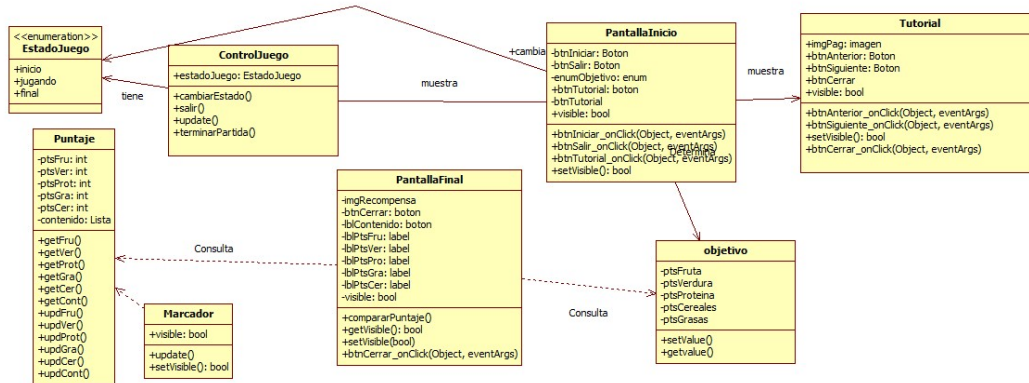 <<enumeration>>
EstadoJuego
+inicio
+jugando
+final
tiene
ControlJuego
+estadoJuego: EstadoJuego
+cambiarEstado()
+salir()
+update()
+terminarPartida()
muestra
+cambia
PantallaInicio
-btnIniciar: Boton
-btnSalir: Boton
-enumObjetivo: enum
+btnTutorial: boton
-btnTutorial
+visible: bool
+btnIniciar_onClick(Object, eventArgs)
+btnSalir_onClick(Object, eventArgs)
+btnTutorial_onClick(Object, eventArgs)
+setVisible(): bool
Determina
muestra
Tutorial
+imgPag: imagen
+btnAnterior: Boton
+btnSiguiente: Boton
+btnCerrar
+visible: bool
+btnAnterior_onClick(Object, eventArgs)
+btnSiguiente_onClick(Object, eventArgs)
+setVisible(): bool
+btnCerrar_onClick(Object, eventArgs)
Puntaje
-ptsFru: int
-ptsVer: int
-ptsProt: int
-ptsGra: int
-ptsCer: int
-contenido: Lista
+getFru()
+getVer()
+getProt()
+getGra()
+getCer()
+getCont()
+updFru()
+updVer()
+updProt()
+updGra()
+updCer()
+updCont()
Marcador
+visible: bool
+update()
+setVisible(): bool
Consulta
PantallaFinal
-imgRecompensa
-btnCerrar: boton
-lblContenido: boton
-lblPtsFru: label
-lblPtsVer: label
-lblPtsPro: label
-lblPtsGra: label
-lblPtsCer: label
-visible: bool
+compararPuntaje()
+getVisible(): bool
+setVisible(bool)
+btnCerrar_onClick(Object, eventArgs)
Consulta
objetivo
-ptsFruta
-ptsVerdura
-ptsProteina
-ptsCereales
-ptsGrasas
+setValue()
+getvalue()